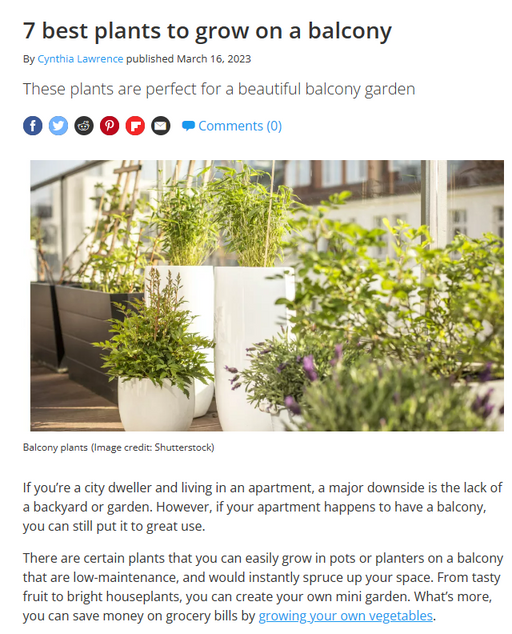 7 best plants to grow on a balcony
By Cynthia Lawrence published March 16, 2023
These plants are perfect for a beautiful balcony garden
Comments (0)
Balcony plants (Image credit: Shutterstock)
If you’re a city dweller and living in an apartment, a major downside is the lack of
a backyard or garden. However, if your apartment happens to have a balcony,
you can still put it to great use.
There are certain plants that you can easily grow in pots or planters on a balcony
that are low-maintenance, and would instantly spruce up your space. From tasty
fruit to bright houseplants, you can create your own mini garden. What’s more,
you can save money on grocery bills by growing your own vegetables.